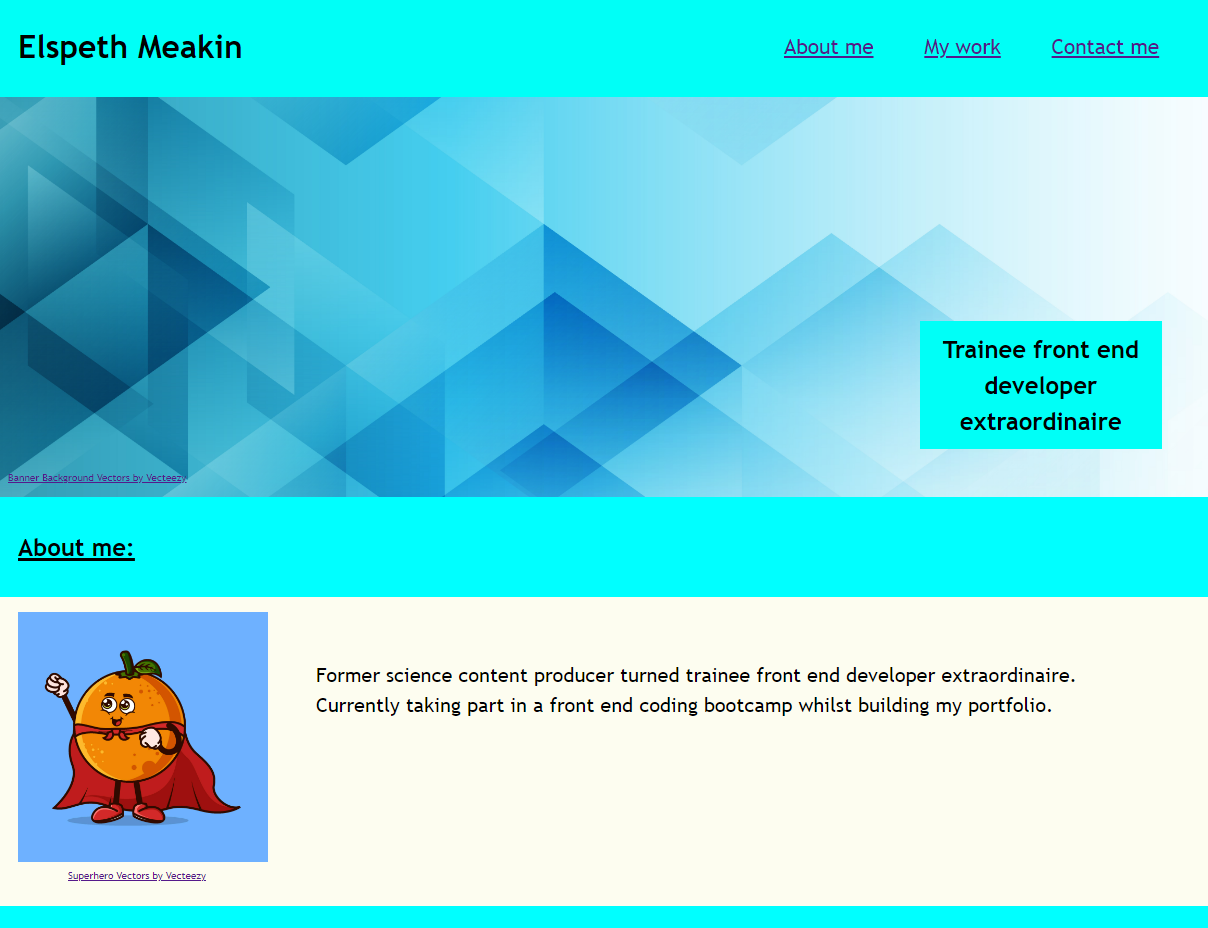 Elspeth Meakin
About me
My work
Contact me
Trainee front end
developer
extraordinaire
Banner Background Vectors by Vecteezy
About me:
Former science content producer turned trainee front end developer extraordinaire.
Currently taking part in a front end coding bootcamp whilst building my portfolio.
Superhero Vectors by Vecteezy